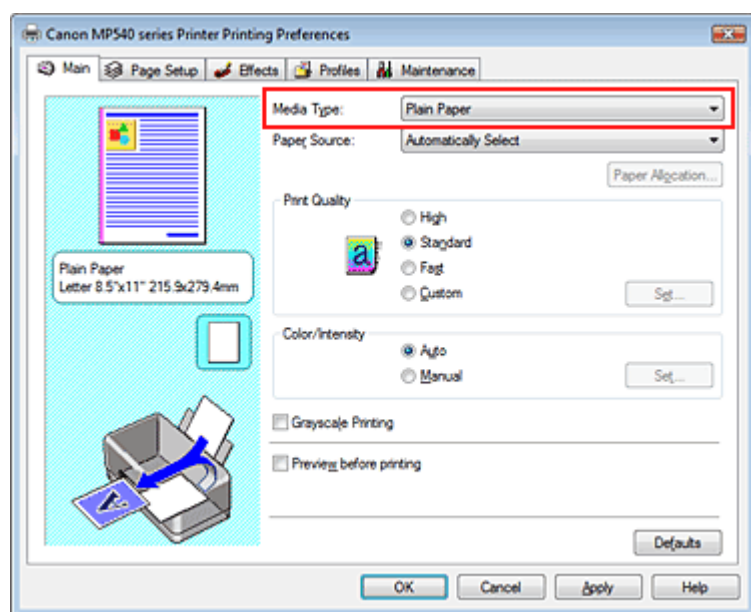 Canon MP540 series Printer Printing Preferences
Main Page Setup Effects Profiles Maintenance
Media Type: Plain Paper
Paper Source: Automatically Select
Paper Allocation...
Print Quality
High
Standard
Fast
Custom Set...
Plain Paper
Letter 8.5"x11" 215.9x279.4mm
Color/Intensity
Auto
Manual Set...
Grayscale Printing
Preview before printing
Defaults
OK Cancel Apply Help